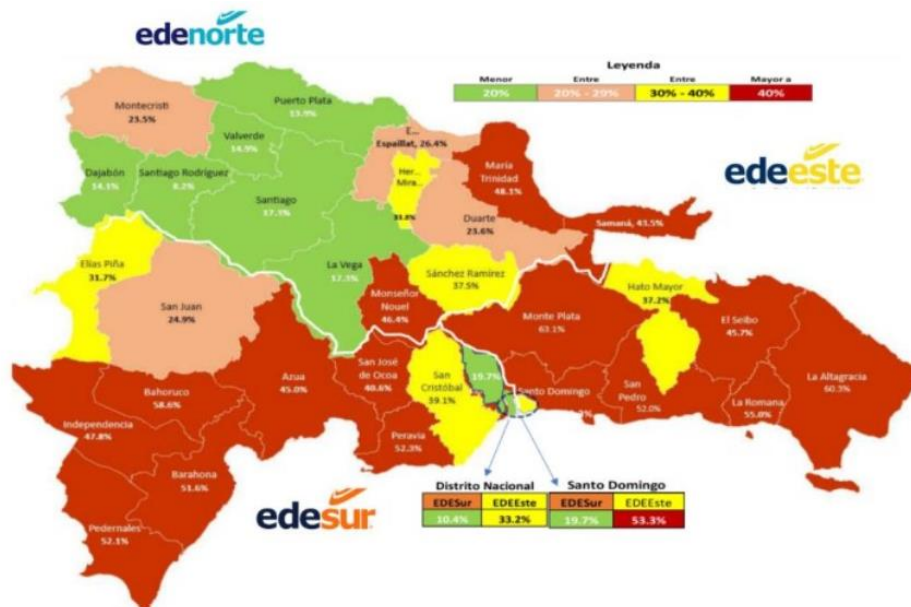 edenorte
Leyenda
Menor Entre Entre Mayor a
20% 20% - 29% 30% - 40% 40%
Montecristi
23.5%
Puerto Plata
13.9%
Valverde
14.9%
E...
Espaillat, 26.4%
Her...
Mira...
María
Trinidad
48.1%
edeeste
Dajabón
14.1%
Santiago Rodríguez
8.2%
Santiago
17.3%
Duarte
23.6%
Samaná, 43.5%
Elías Piña
31.7%
La Vega
17.3%
Sánchez Ramírez
37.5%
Hato Mayor
37.2%
San Juan
24.9%
Monseñor
Nouel
46.4%
Monte Plata
63.1%
El Seibo
45.7%
Azua
45.0%
San José
de Ocoa
40.6%
San
Cristóbal
39.1%
19.7%
Santo Domingo
San
Pedro
52.0%
La Romana
55.0%
La Altagracia
60.3%
Bahoruco
58.6%
Independencia
47.8%
Peravia
52.3%
Barahona
51.6%
Pedernales
52.1%
edesur
Distrito Nacional Santo Domingo
EDESur EDEEste EDESur EDEEste
10.4% 33.2% 19.7% 53.3%